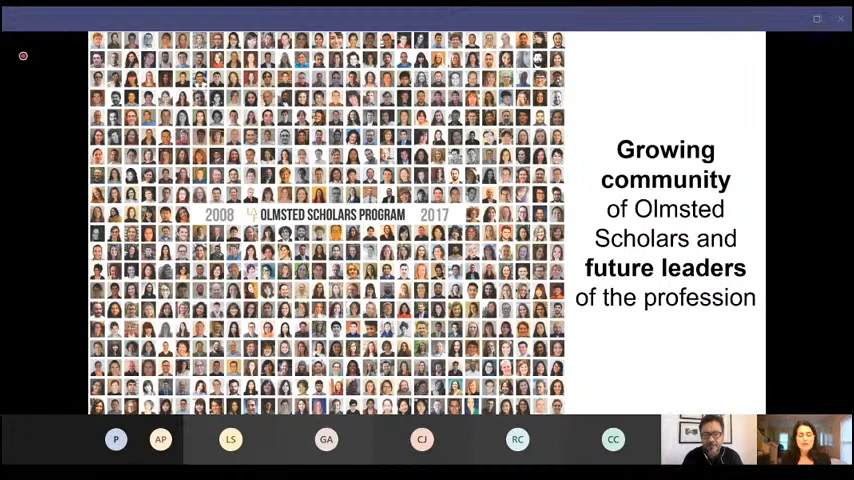 2008 LAF OLMSTED SCHOLARS PROGRAM 2017
Growing
community
of Olmsted
Scholars and
future leaders
of the profession
P AP LS GA CJ RC CC